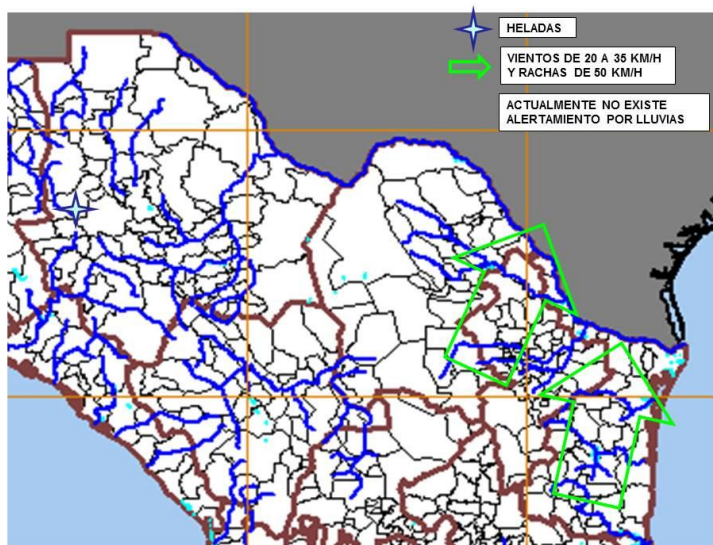 HELADAS
VIENTOS DE 20 A 35 KM/H
Y RACHAS DE 50 KM/H
ACTUALMENTE NO EXISTE
ALERTAMIENTO POR LLUVIAS